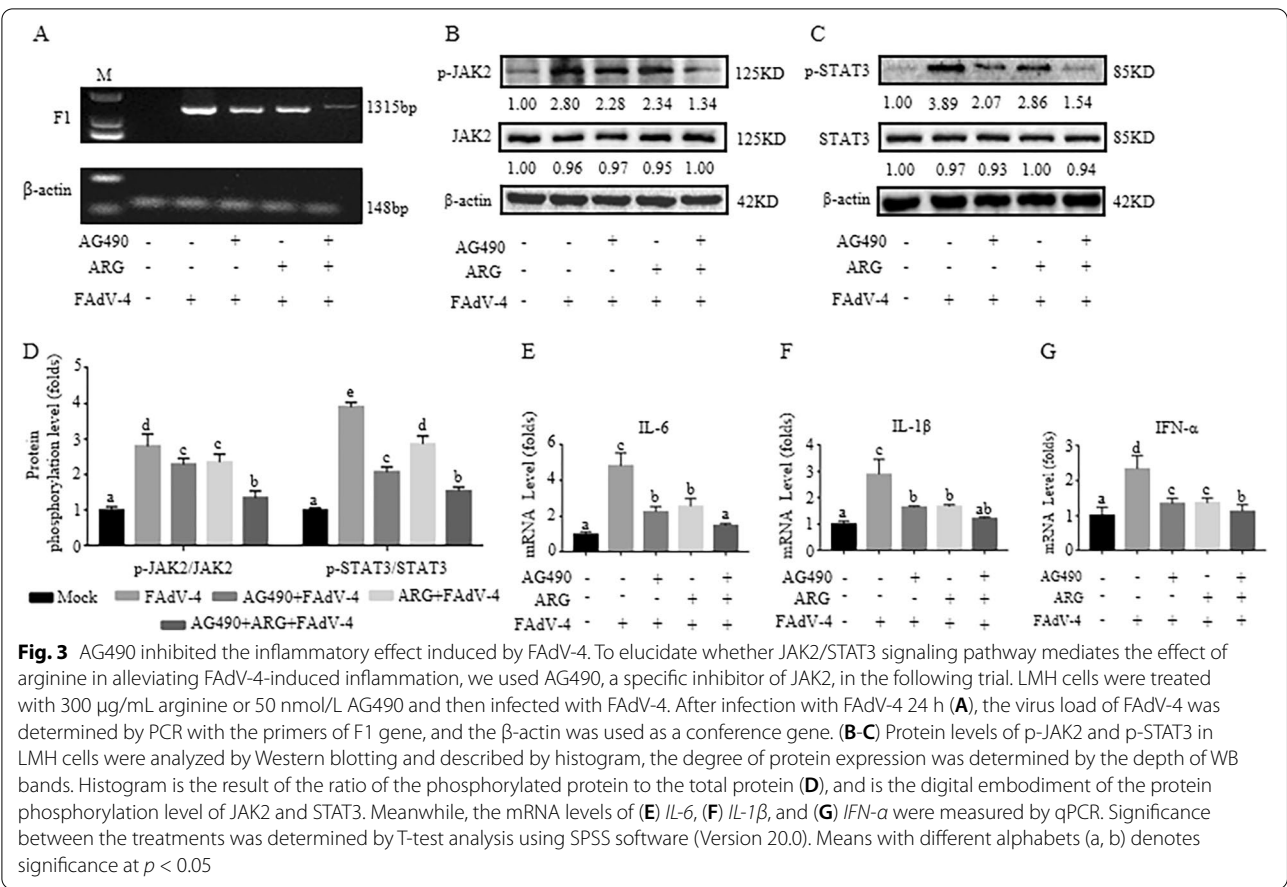 A
M
F1
1315bp
β-actin
148bp
AG490 - - + - +
ARG - - - + +
FAdV-4 - + + + +
B
p-JAK2 125KD
1.00 2.80 2.28 2.34 1.34
JAK2 125KD
1.00 0.96 0.97 0.95 1.00
β-actin 42KD
AG490 - - + - +
ARG - - - + +
FAdV-4 - + + + +
C
p-STAT3 85KD
1.00 3.89 2.07 2.86 1.54
STAT3 85KD
1.00 0.97 0.93 1.00 0.94
β-actin 42KD
AG490 - - + - +
ARG - - - + +
FAdV-4 - + + + +
D
Protein
phosphorylation level (folds)
5
4
3
2
1
0
a d c c b
a e c d b
p-JAK2/JAK2 p-STAT3/STAT3
Mock FAdV-4 AG490+FAdV-4 ARG+FAdV-4
AG490+ARG+FAdV-4
E
IL-6
mRNA Level (folds)
6
4
2
0
a c b b a
AG490 - - + - +
ARG - - - + +
FAdV-4 - + + + +
F
IL-1β
mRNA Level (folds)
4
3
2
1
0
a c b b ab
AG490 - - + - +
ARG - - - + +
FAdV-4 - + + + +
G
IFN-α
mRNA Level (folds)
3
2
1
0
a d c c b
AG490 - - + - +
ARG - - - + +
FAdV-4 - + + + +
Fig. 3 AG490 inhibited the inflammatory effect induced by FAdV-4. To elucidate whether JAK2/STAT3 signaling pathway mediates the effect of
arginine in alleviating FAdV-4-induced inflammation, we used AG490, a specific inhibitor of JAK2, in the following trial. LMH cells were treated
with 300 μg/mL arginine or 50 nmol/L AG490 and then infected with FAdV-4. After infection with FAdV-4 24 h (A), the virus load of FAdV-4 was
determined by PCR with the primers of F1 gene, and the β-actin was used as a conference gene. (B-C) Protein levels of p-JAK2 and p-STAT3 in
LMH cells were analyzed by Western blotting and described by histogram, the degree of protein expression was determined by the depth of WB
bands. Histogram is the result of the ratio of the phosphorylated protein to the total protein (D), and is the digital embodiment of the protein
phosphorylation level of JAK2 and STAT3. Meanwhile, the mRNA levels of (E) IL-6, (F) IL-1β, and (G) IFN-α were measured by qPCR. Significance
between the treatments was determined by T-test analysis using SPSS software (Version 20.0). Means with different alphabets (a, b) denotes
significance at p < 0.05